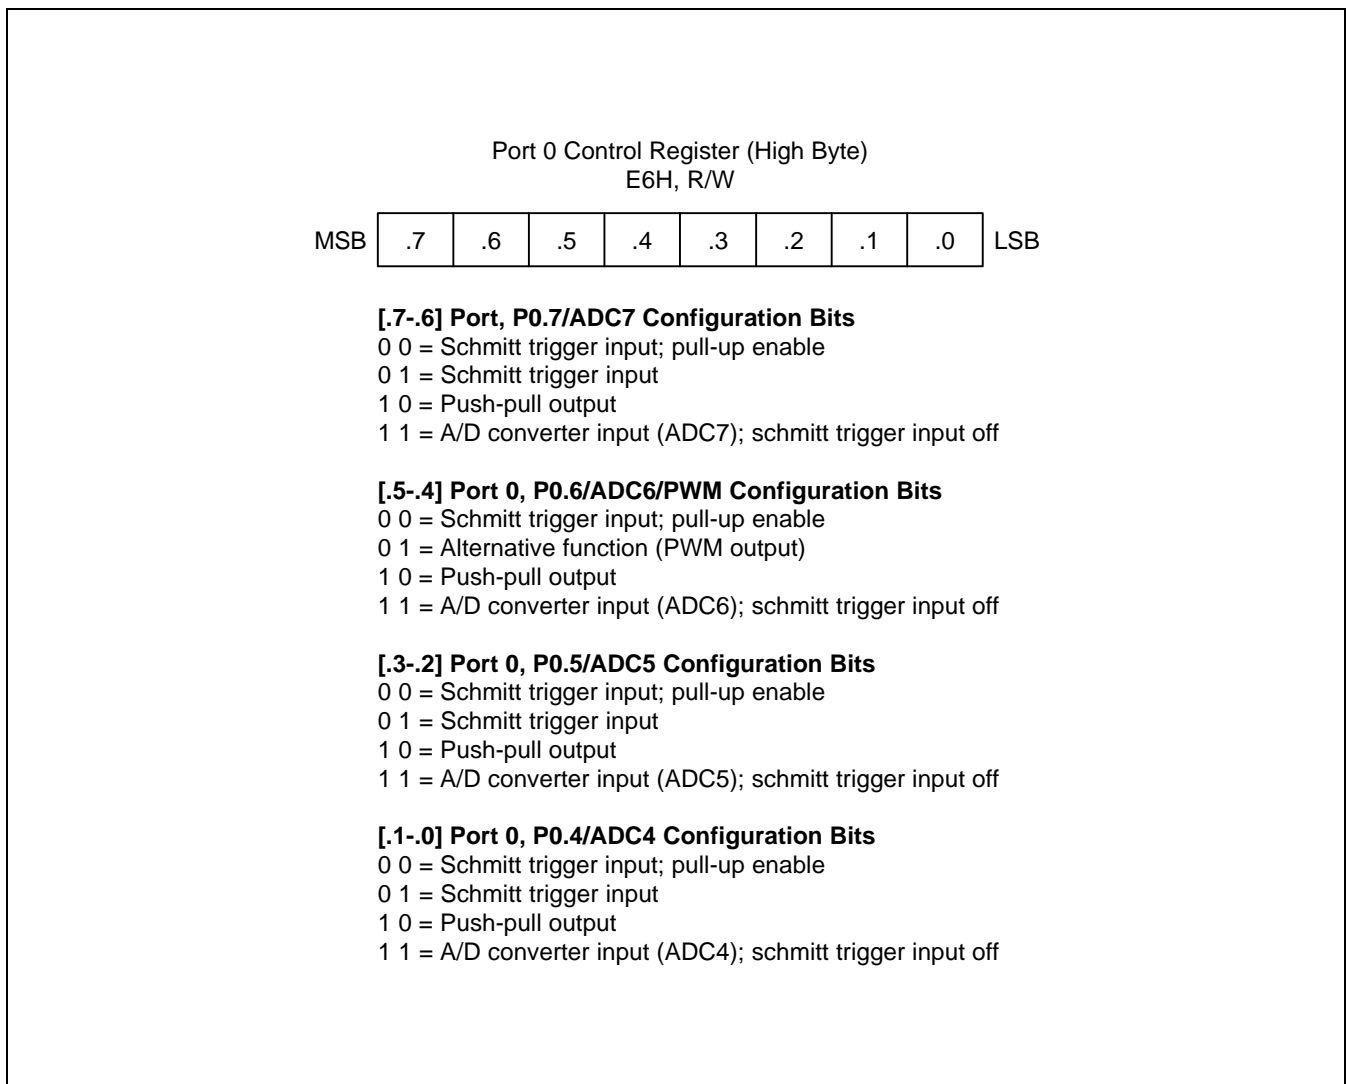 Port 0 Control Register (High Byte)
E6H, R/W
MSB .7 .6 .5 .4 .3 .2 .1 .0 LSB
[.7-.6] Port, P0.7/ADC7 Configuration Bits
0 0 = Schmitt trigger input; pull-up enable
0 1 = Schmitt trigger input
1 0 = Push-pull output
1 1 = A/D converter input (ADC7); schmitt trigger input off
[.5-.4] Port 0, P0.6/ADC6/PWM Configuration Bits
0 0 = Schmitt trigger input; pull-up enable
0 1 = Alternative function (PWM output)
1 0 = Push-pull output
1 1 = A/D converter input (ADC6); schmitt trigger input off
[.3-.2] Port 0, P0.5/ADC5 Configuration Bits
0 0 = Schmitt trigger input; pull-up enable
0 1 = Schmitt trigger input
1 0 = Push-pull output
1 1 = A/D converter input (ADC5); schmitt trigger input off
[.1-.0] Port 0, P0.4/ADC4 Configuration Bits
0 0 = Schmitt trigger input; pull-up enable
0 1 = Schmitt trigger input
1 0 = Push-pull output
1 1 = A/D converter input (ADC4); schmitt trigger input off